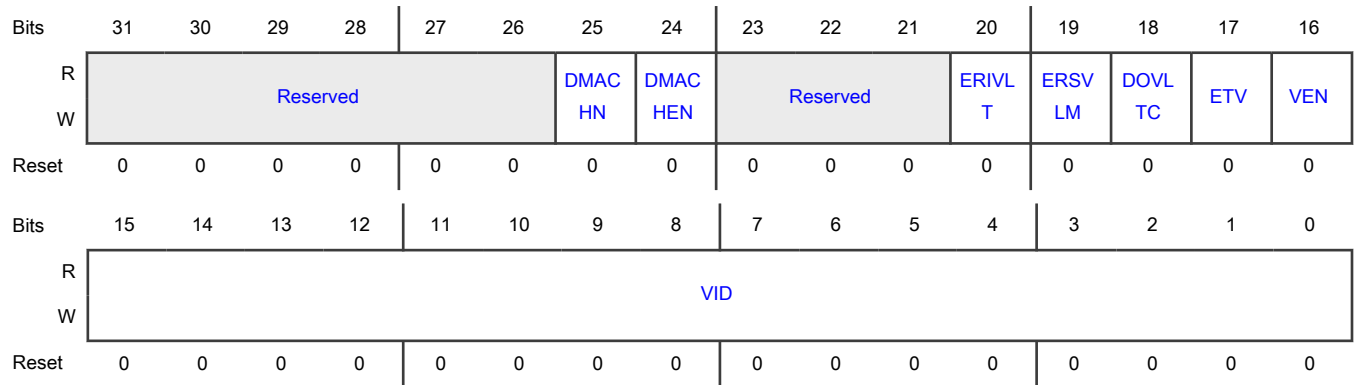 Bits 31 30 29 28 27 26 25 24 23 22 21 20 19 18 17 16
R
Reserved DMAC HN DMAC HEN Reserved ERIVL T ERSV LM DOVL TC ETV VEN
W
Reset 0 0 0 0 0 0 0 0 0 0 0 0 0 0 0 0
Bits 15 14 13 12 11 10 9 8 7 6 5 4 3 2 1 0
R
VID
W
Reset 0 0 0 0 0 0 0 0 0 0 0 0 0 0 0 0